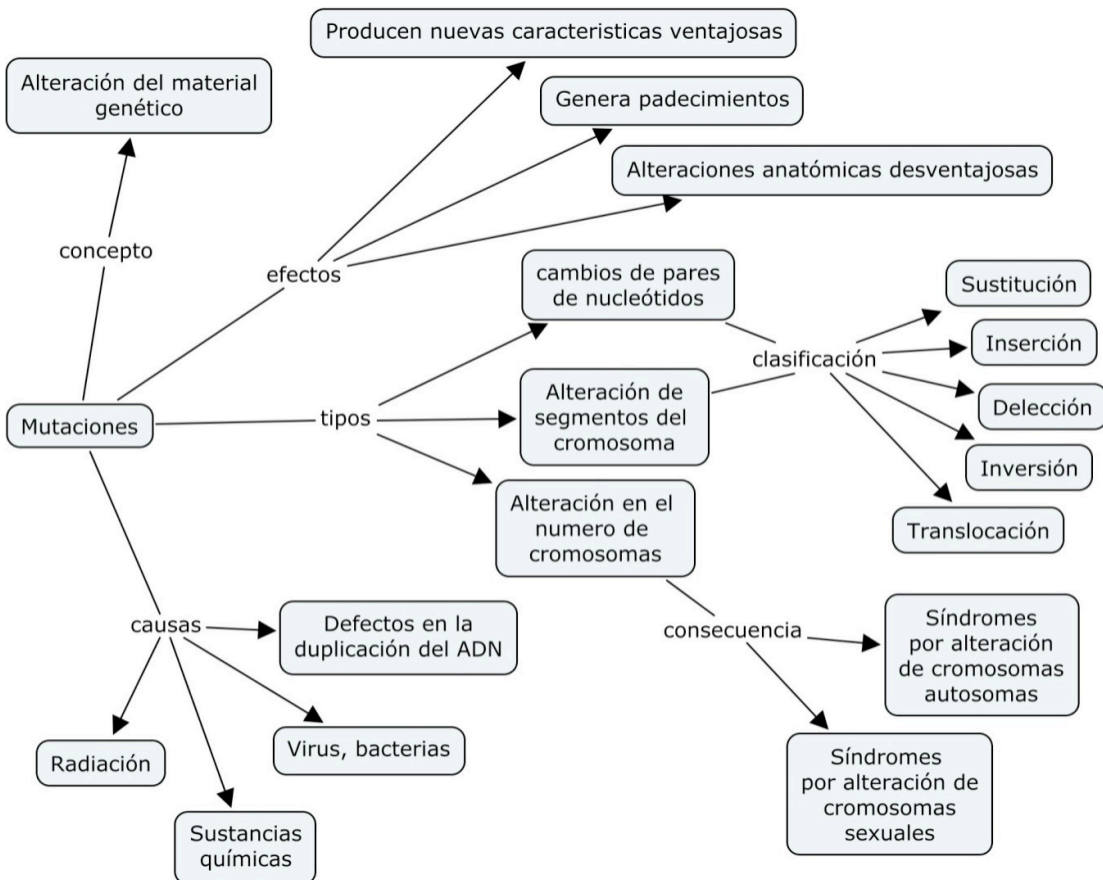 Producen nuevas caracteristicas ventajosas
Alteración del material
genético
Genera padecimientos
Alteraciones anatómicas desventajosas
concepto
efectos
cambios de pares
de nucleótidos
Sustitución
Inserción
clasificación
Alteración de
segmentos del
cromosoma
Delección
Mutaciones
tipos
Inversión
Alteración en el
numero de
cromosomas
Translocación
causas
Defectos en la
duplicación del ADN
consecuencia
Síndromes
por alteración
de cromosomas
autosomas
Radiación
Virus, bacterias
Síndromes
por alteración de
cromosomas
sexuales
Sustancias
químicas